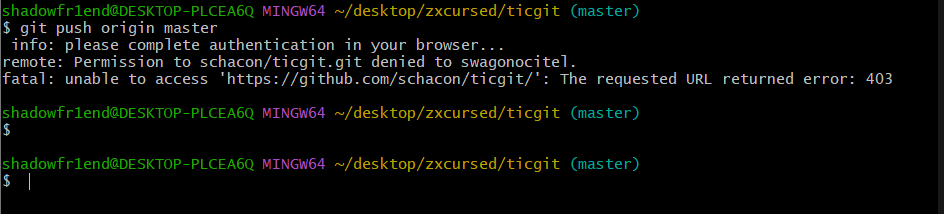 shadowfr1end@DESKTOP-PLCEA6Q MINGW64 ~/desktop/zxcursed/ticgit (master)
$ git push origin master
info: please complete authentication in your browser...
remote: Permission to schacon/ticgit.git denied to swagonocitel.
fatal: unable to access 'https://github.com/schacon/ticgit/': The requested URL returned error: 403
shadowfr1end@DESKTOP-PLCEA6Q MINGW64 ~/desktop/zxcursed/ticgit (master)
$
shadowfr1end@DESKTOP-PLCEA6Q MINGW64 ~/desktop/zxcursed/ticgit (master)
$